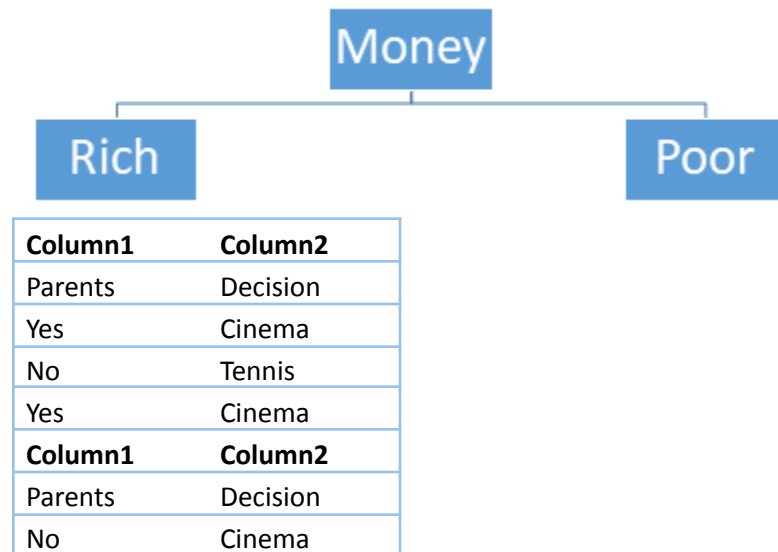 Money
Rich Poor
Column1 Column2
Parents Decision
Yes Cinema
No Tennis
Yes Cinema
Column1 Column2
Parents Decision
No Cinema